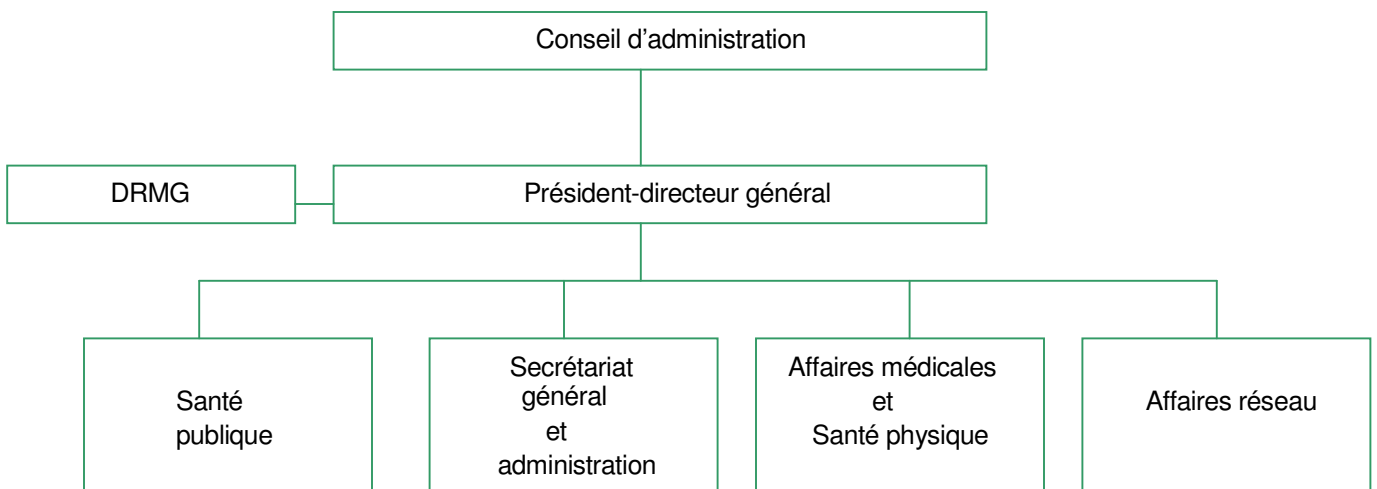 Conseil d’administration
DRMG
Président-directeur général
Santé
publique
Secrétariat
général
et
administration
Affaires médicales
et
Santé physique
Affaires réseau